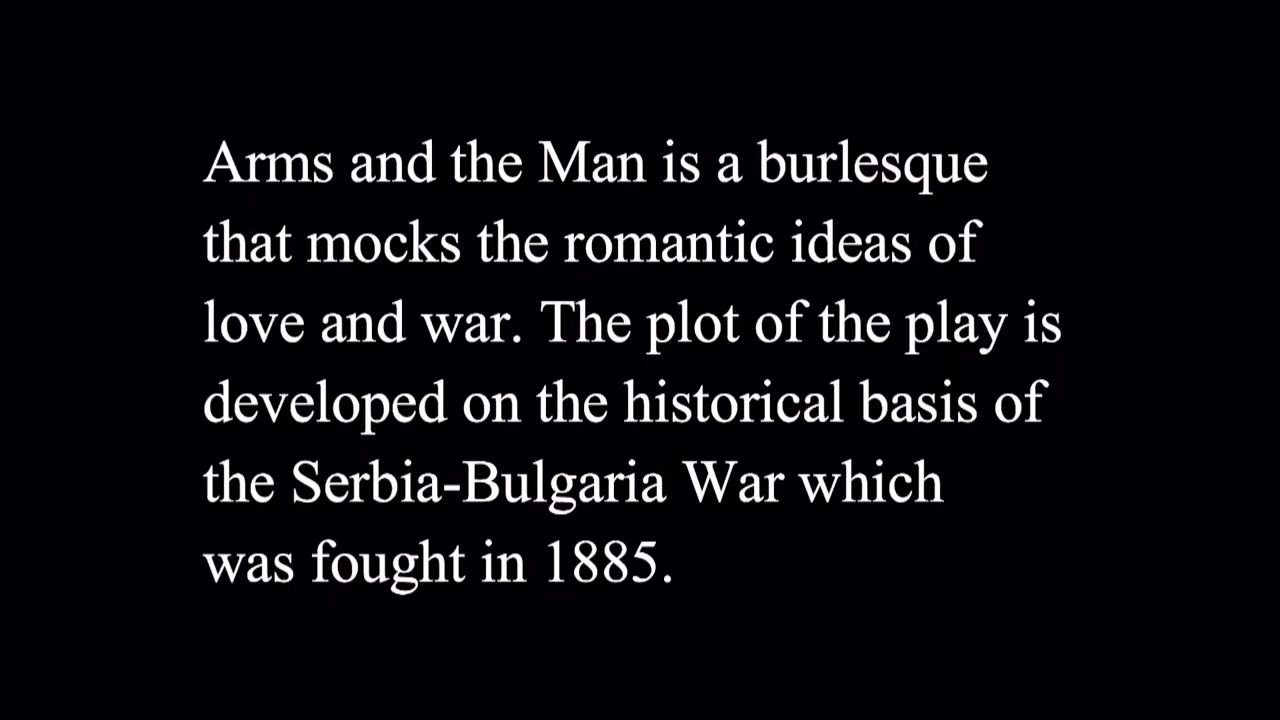 Arms and the Man is a burlesque
that mocks the romantic ideas of
love and war. The plot of the play is
developed on the historical basis of
the Serbia-Bulgaria War which
was fought in 1885.